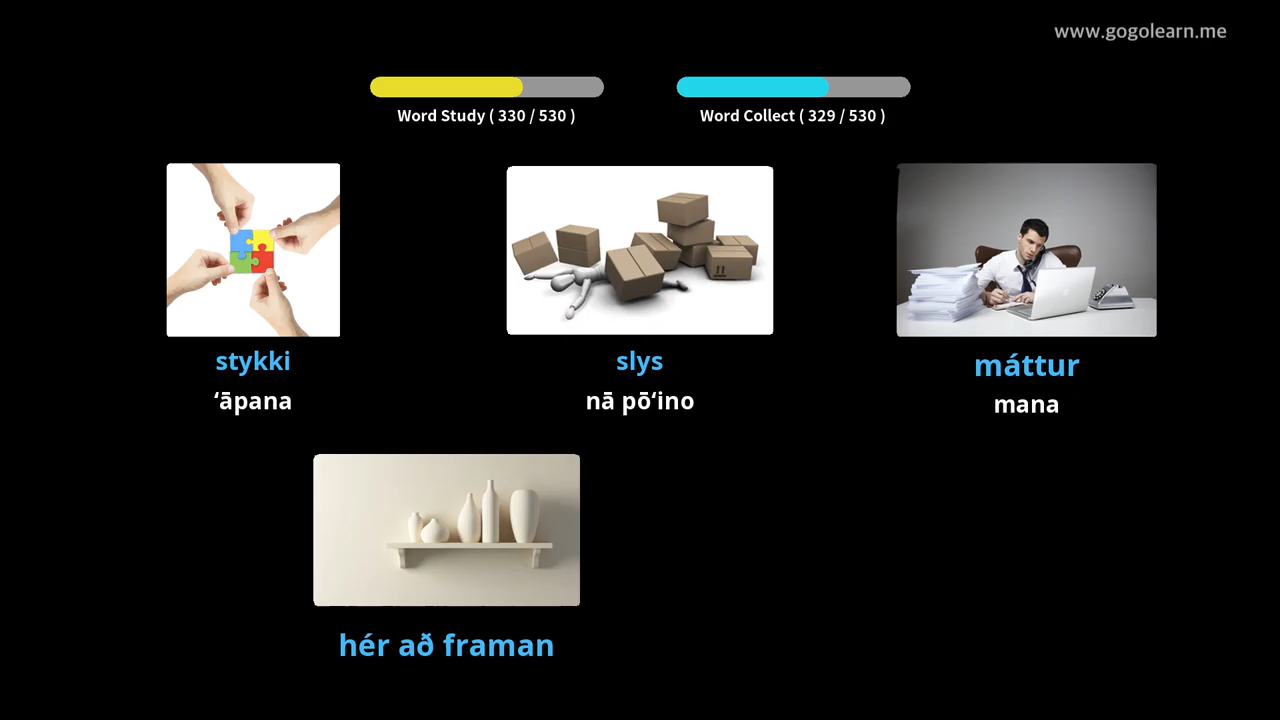 www.gogolearn.me
Word Study ( 330 / 530 )
Word Collect ( 329 / 530 )
stykki
ʻāpana
slys
nā pōʻino
máttur
mana
hér að framan